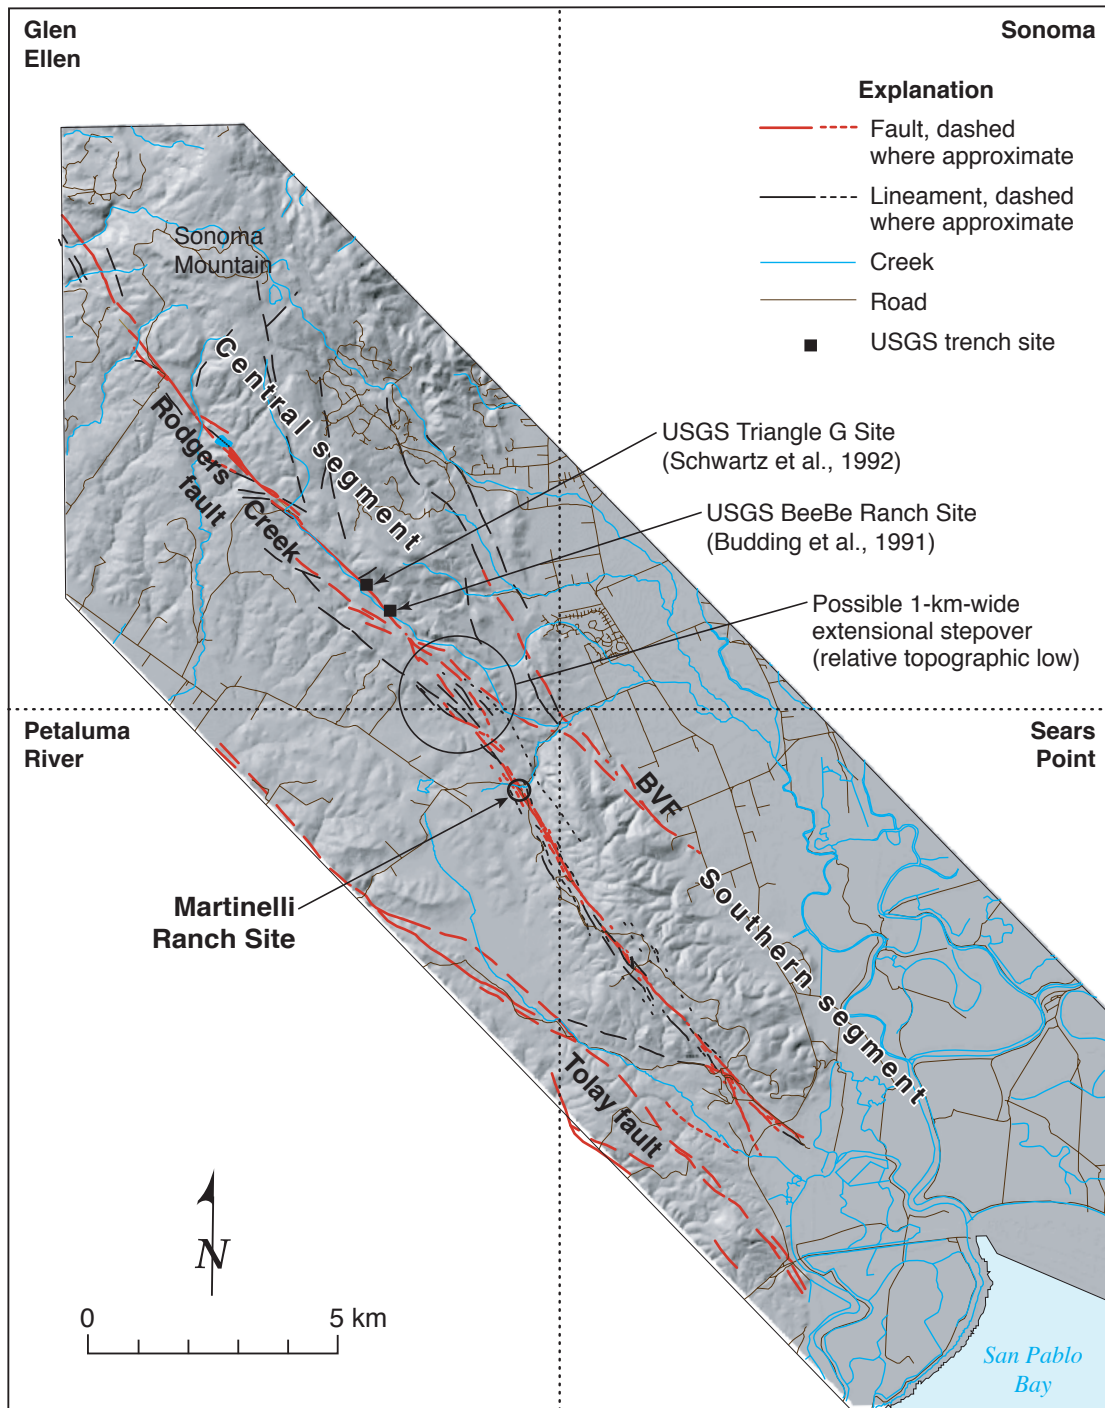 Glen
Ellen
Sonoma
Explanation
Fault, dashed
where approximate
Lineament, dashed
where approximate
Creek
Road
USGS trench site
Sonoma
Mountain
Central segment
Rodgers Creek
fault
USGS Triangle G Site
(Schwartz et al., 1992)
USGS BeeBe Ranch Site
(Budding et al., 1991)
Possible 1-km-wide
extensional stepover
(relative topographic low)
Petaluma
River
Sears
Point
BVF
Martinelli
Ranch Site
Southern segment
Tolay fault
N
0 5 km
San Pablo
Bay